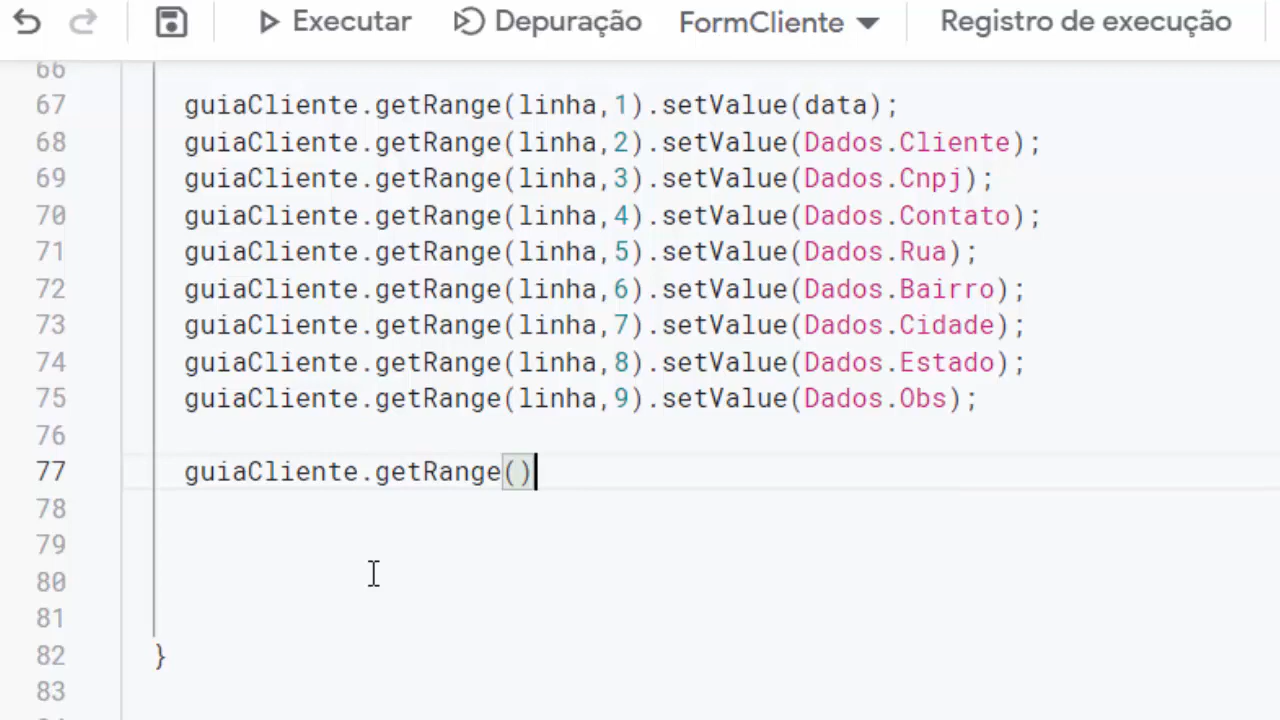 Executar Depuração FormCliente Registro de execução
66
67 guiaCliente.getRange(linha,1).setValue(data);
68 guiaCliente.getRange(linha,2).setValue(Dados.Cliente);
69 guiaCliente.getRange(linha,3).setValue(Dados.Cnpj);
70 guiaCliente.getRange(linha,4).setValue(Dados.Contato);
71 guiaCliente.getRange(linha,5).setValue(Dados.Rua);
72 guiaCliente.getRange(linha,6).setValue(Dados.Bairro);
73 guiaCliente.getRange(linha,7).setValue(Dados.Cidade);
74 guiaCliente.getRange(linha,8).setValue(Dados.Estado);
75 guiaCliente.getRange(linha,9).setValue(Dados.Obs);
76
77 guiaCliente.getRange()
78
79
80
81
82 }
83